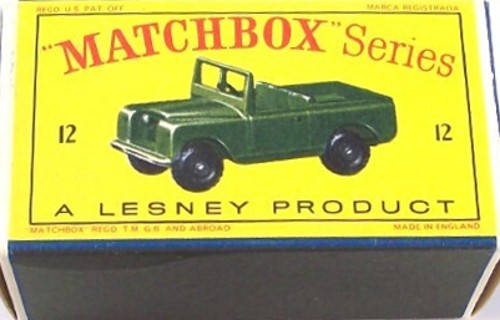 REGD U.S. PAT. OFF. MARCA REGISTRADA
"MATCHBOX" Series
12 12
A LESNEY PRODUCT
"MATCHBOX" REGD. T.M. G.B. AND ABROAD MADE IN ENGLAND